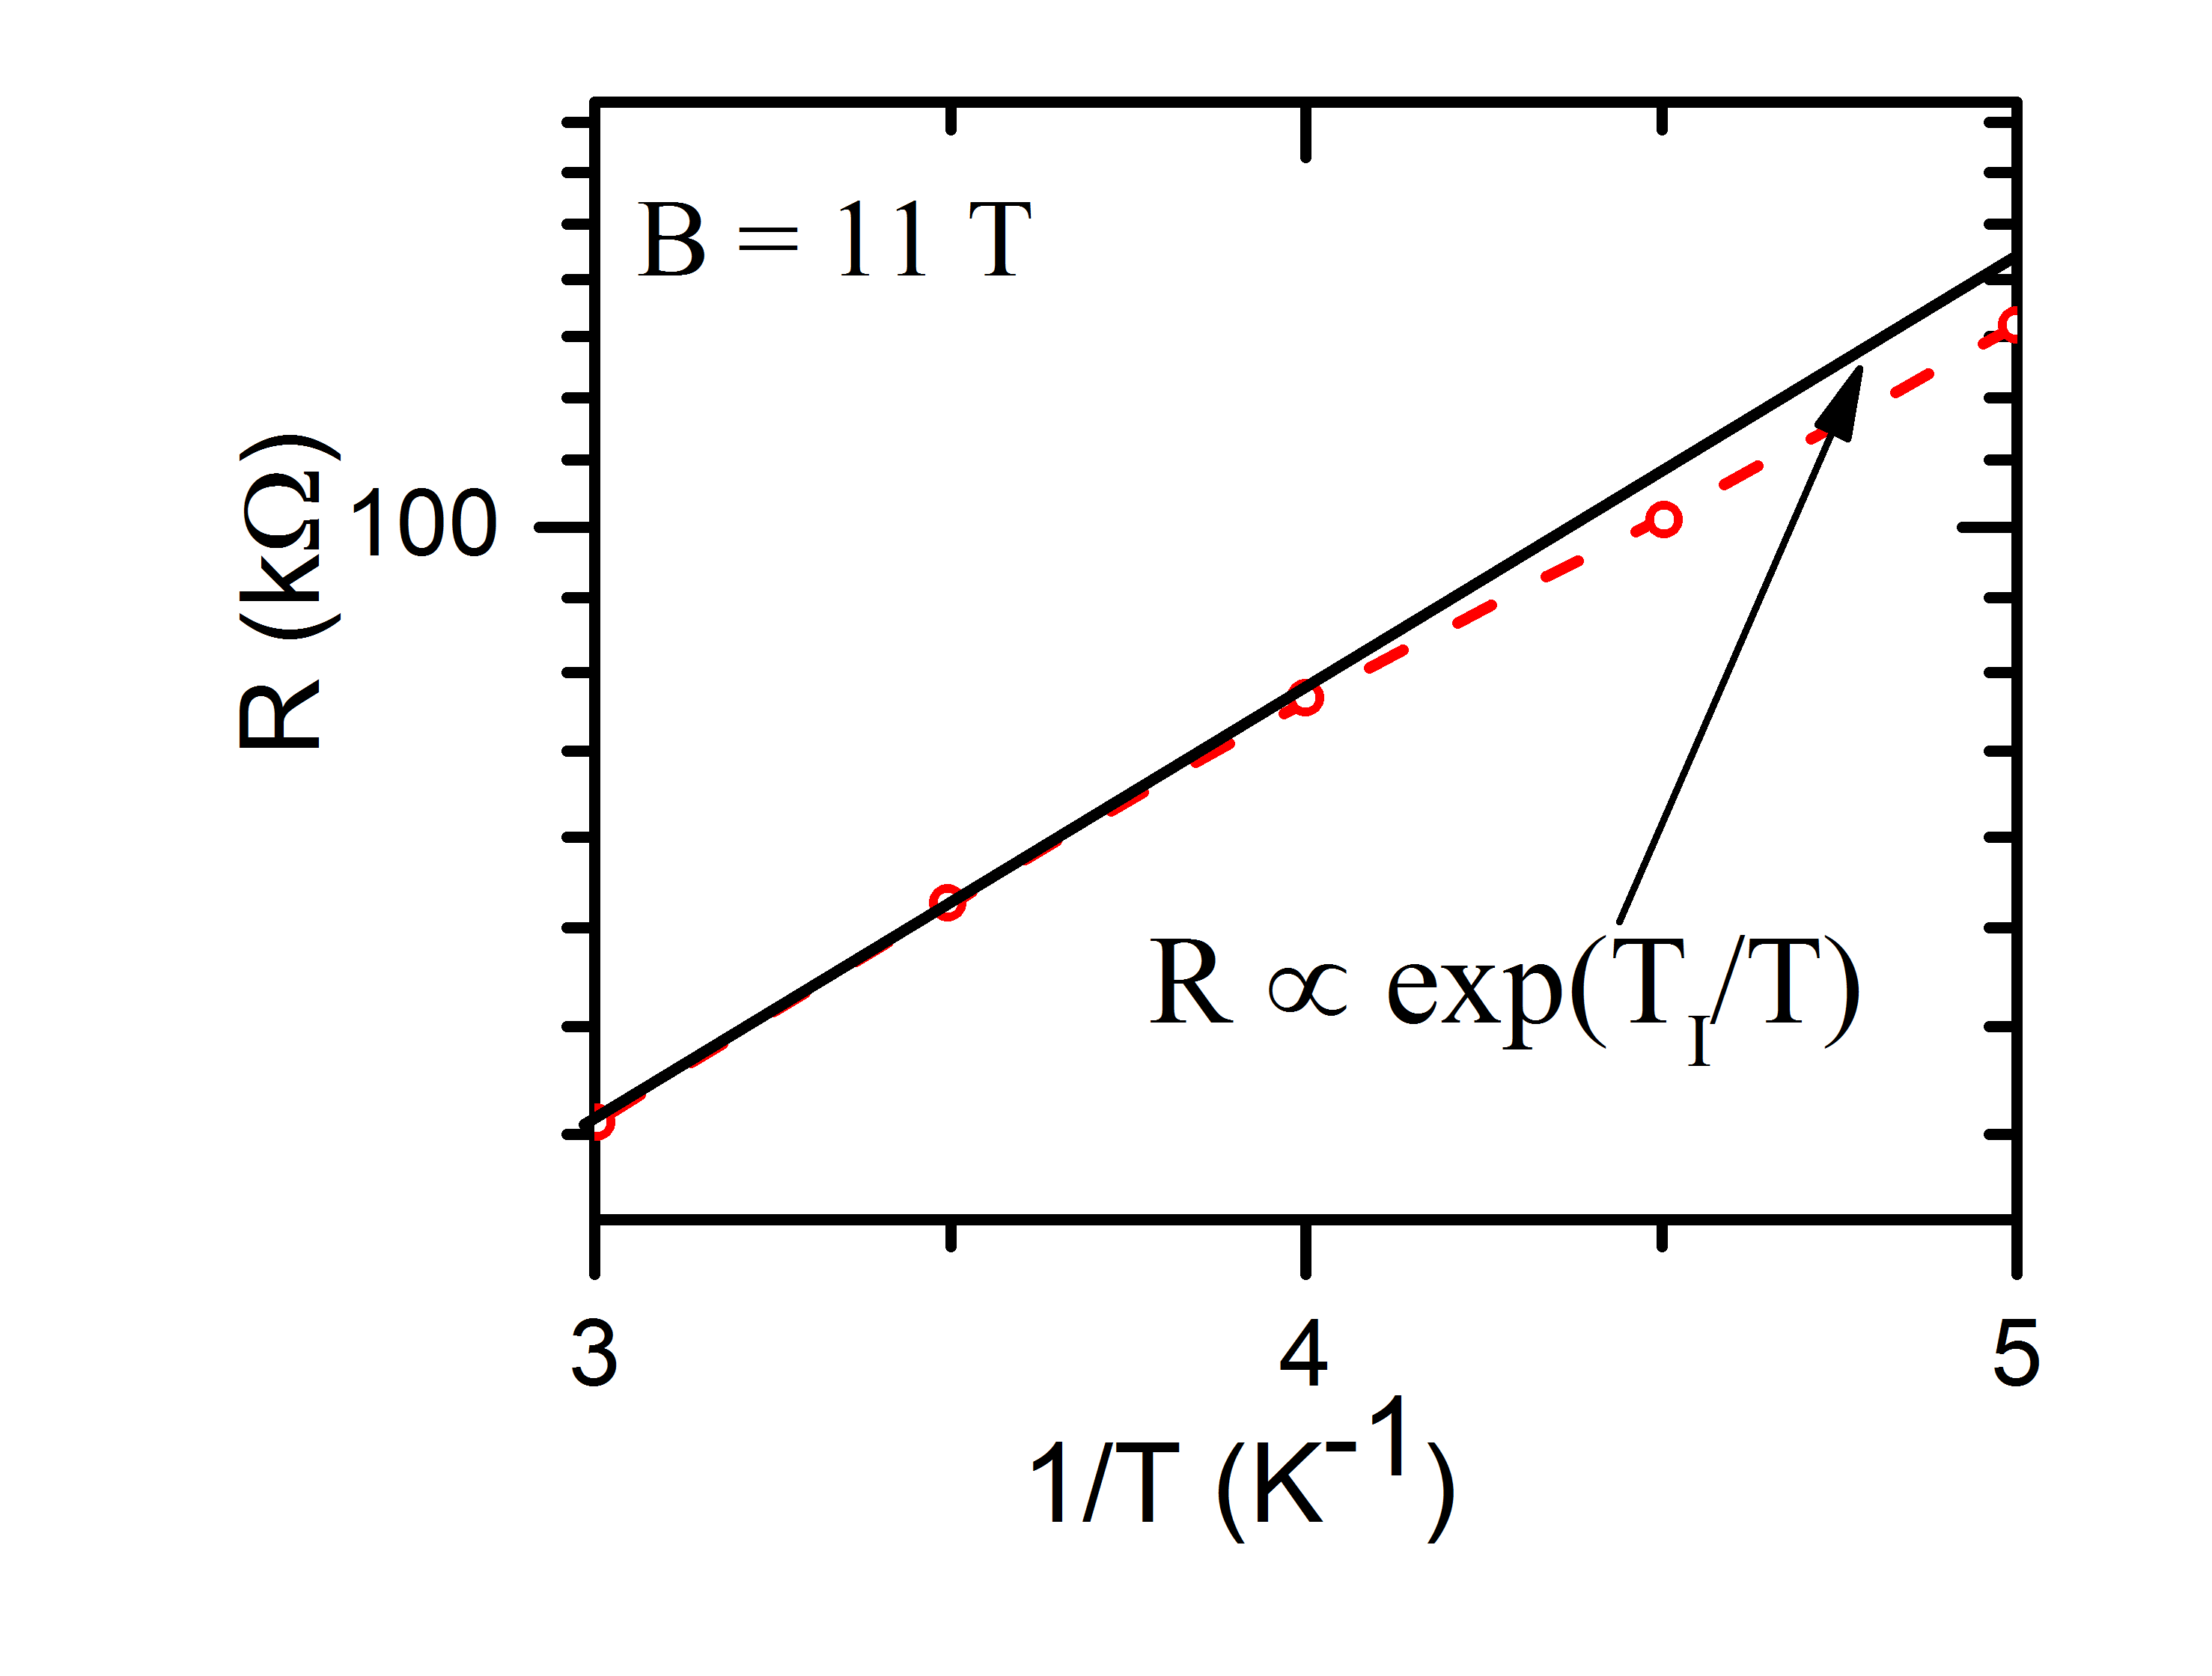 B = 11 T
R (kΩ)
100
R ∝ exp(T_I/T)
3 4 5
1/T (K⁻¹)